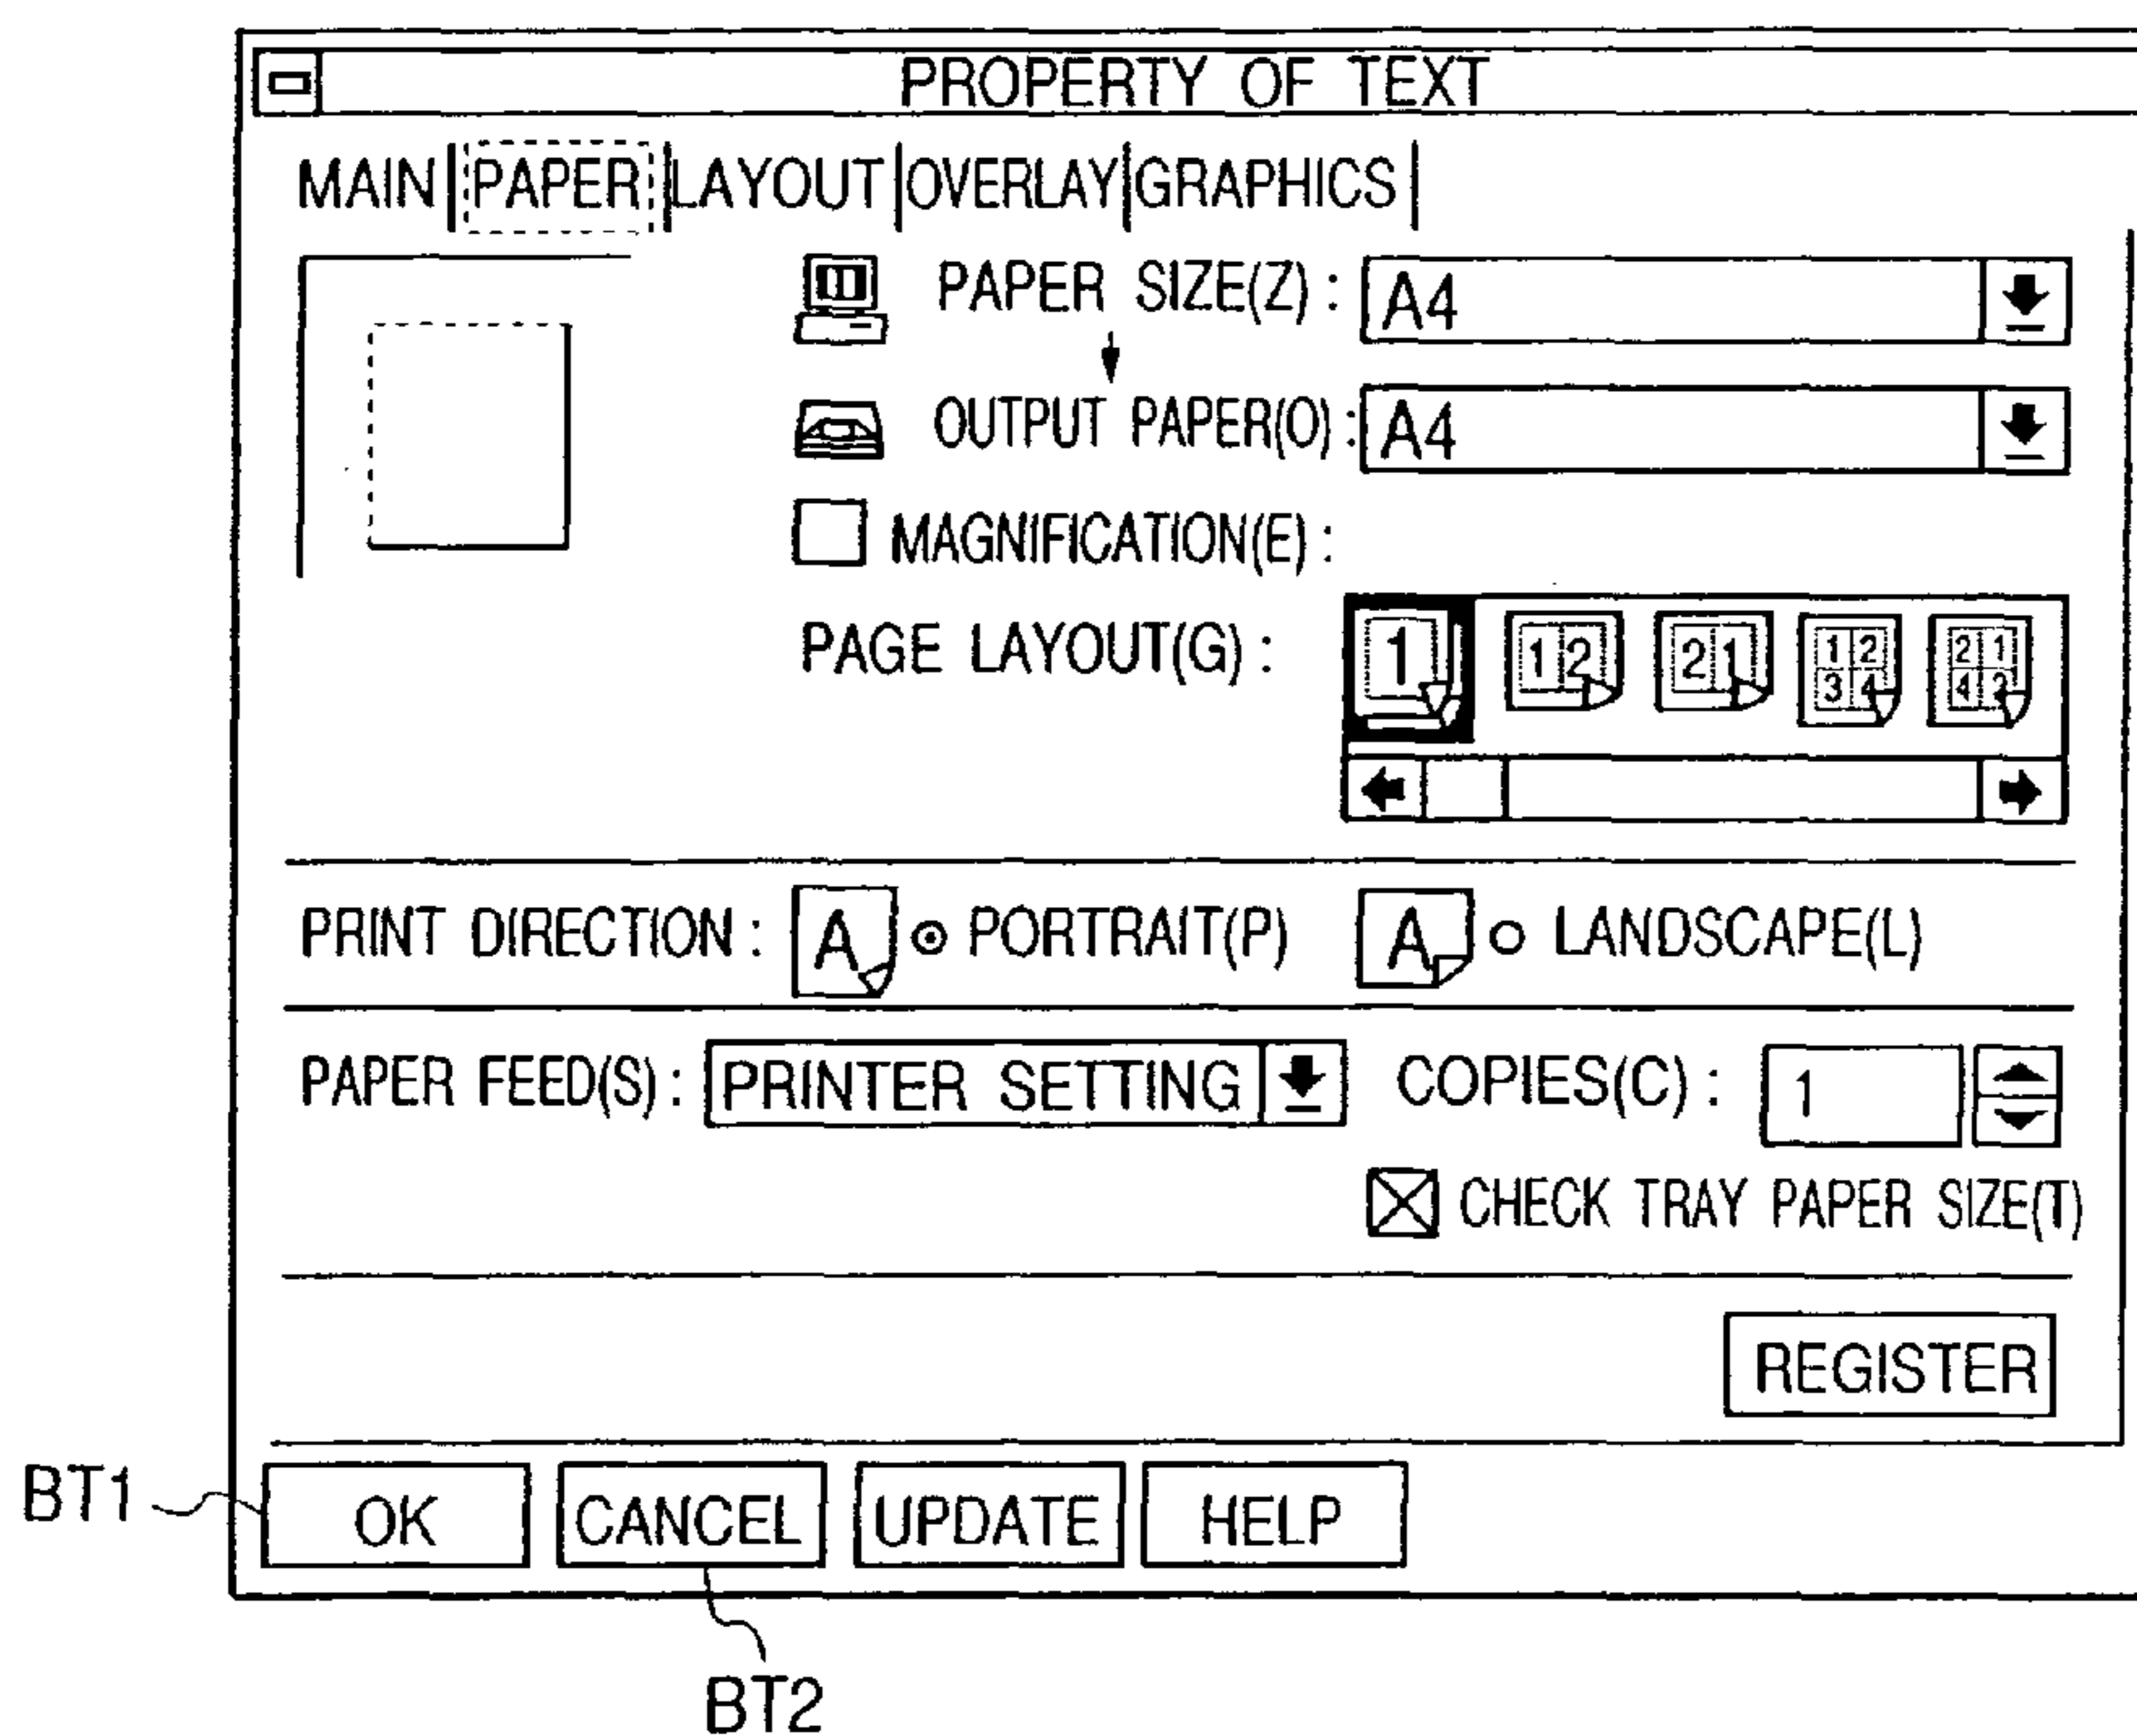 PROPERTY OF TEXT
MAIN PAPER LAYOUT OVERLAY GRAPHICS
PAPER SIZE(Z) : A4
OUTPUT PAPER(O) : A4
MAGNIFICATION(E) :
PAGE LAYOUT(G) : 1 1 2 2 1 1 2 2 1
3 4 4 3
PRINT DIRECTION : A PORTRAIT(P) A LANDSCAPE(L)
PAPER FEED(S) : PRINTER SETTING COPIES(C) : 1
CHECK TRAY PAPER SIZE(T)
REGISTER
BT1 OK CANCEL UPDATE HELP
BT2